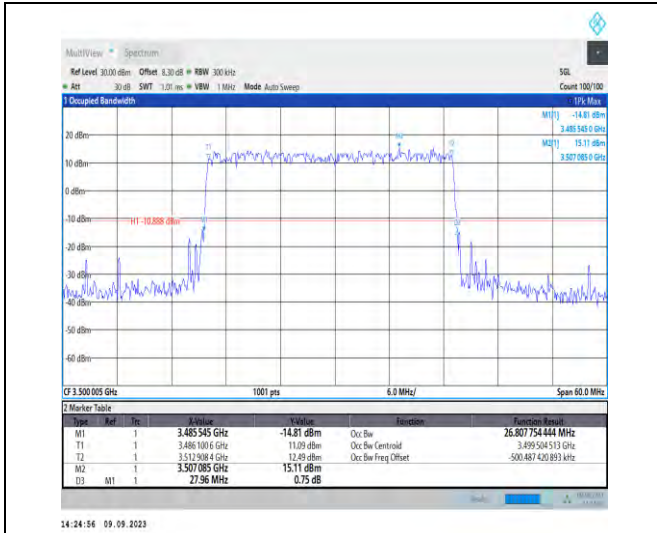 MultiView Spectrum
Ref Level 30.00 dBm Offset 8.30 dB RBW 300 kHz SGL
Att 30 dB SWT 1.01 ms VBW 1 MHz Mode Auto Sweep Count 100/100
1 Occupied Bandwidth 1Pk Max
M1[1] -14.81 dBm
3.485 545 0 GHz
M2[1] 15.11 dBm
3.507 085 0 GHz
20 dBm
10 dBm
0 dBm
-10 dBm
H1 -10.888 dBm
-20 dBm
-30 dBm
-40 dBm
-50 dBm
-60 dBm
T1
CF 3.500 005 GHz 1001 pts 6.0 MHz/ Span 60.0 MHz
2 Marker Table
Type Ref Trc X-Value Y-Value Function Function Result
M1 1 3.485 545 GHz -14.81 dBm Occ Bw 26.807 754 444 MHz
T1 1 3.486 100 6 GHz 11.09 dBm Occ Bw Centroid 3.499 504 513 GHz
T2 1 3.512 908 4 GHz 12.49 dBm Occ Bw Freq Offset -500.487 420 893 kHz
M2 1 3.507 085 GHz 15.11 dBm
D3 M1 1 27.96 MHz 0.75 dB
14:24:56 09.09.2023